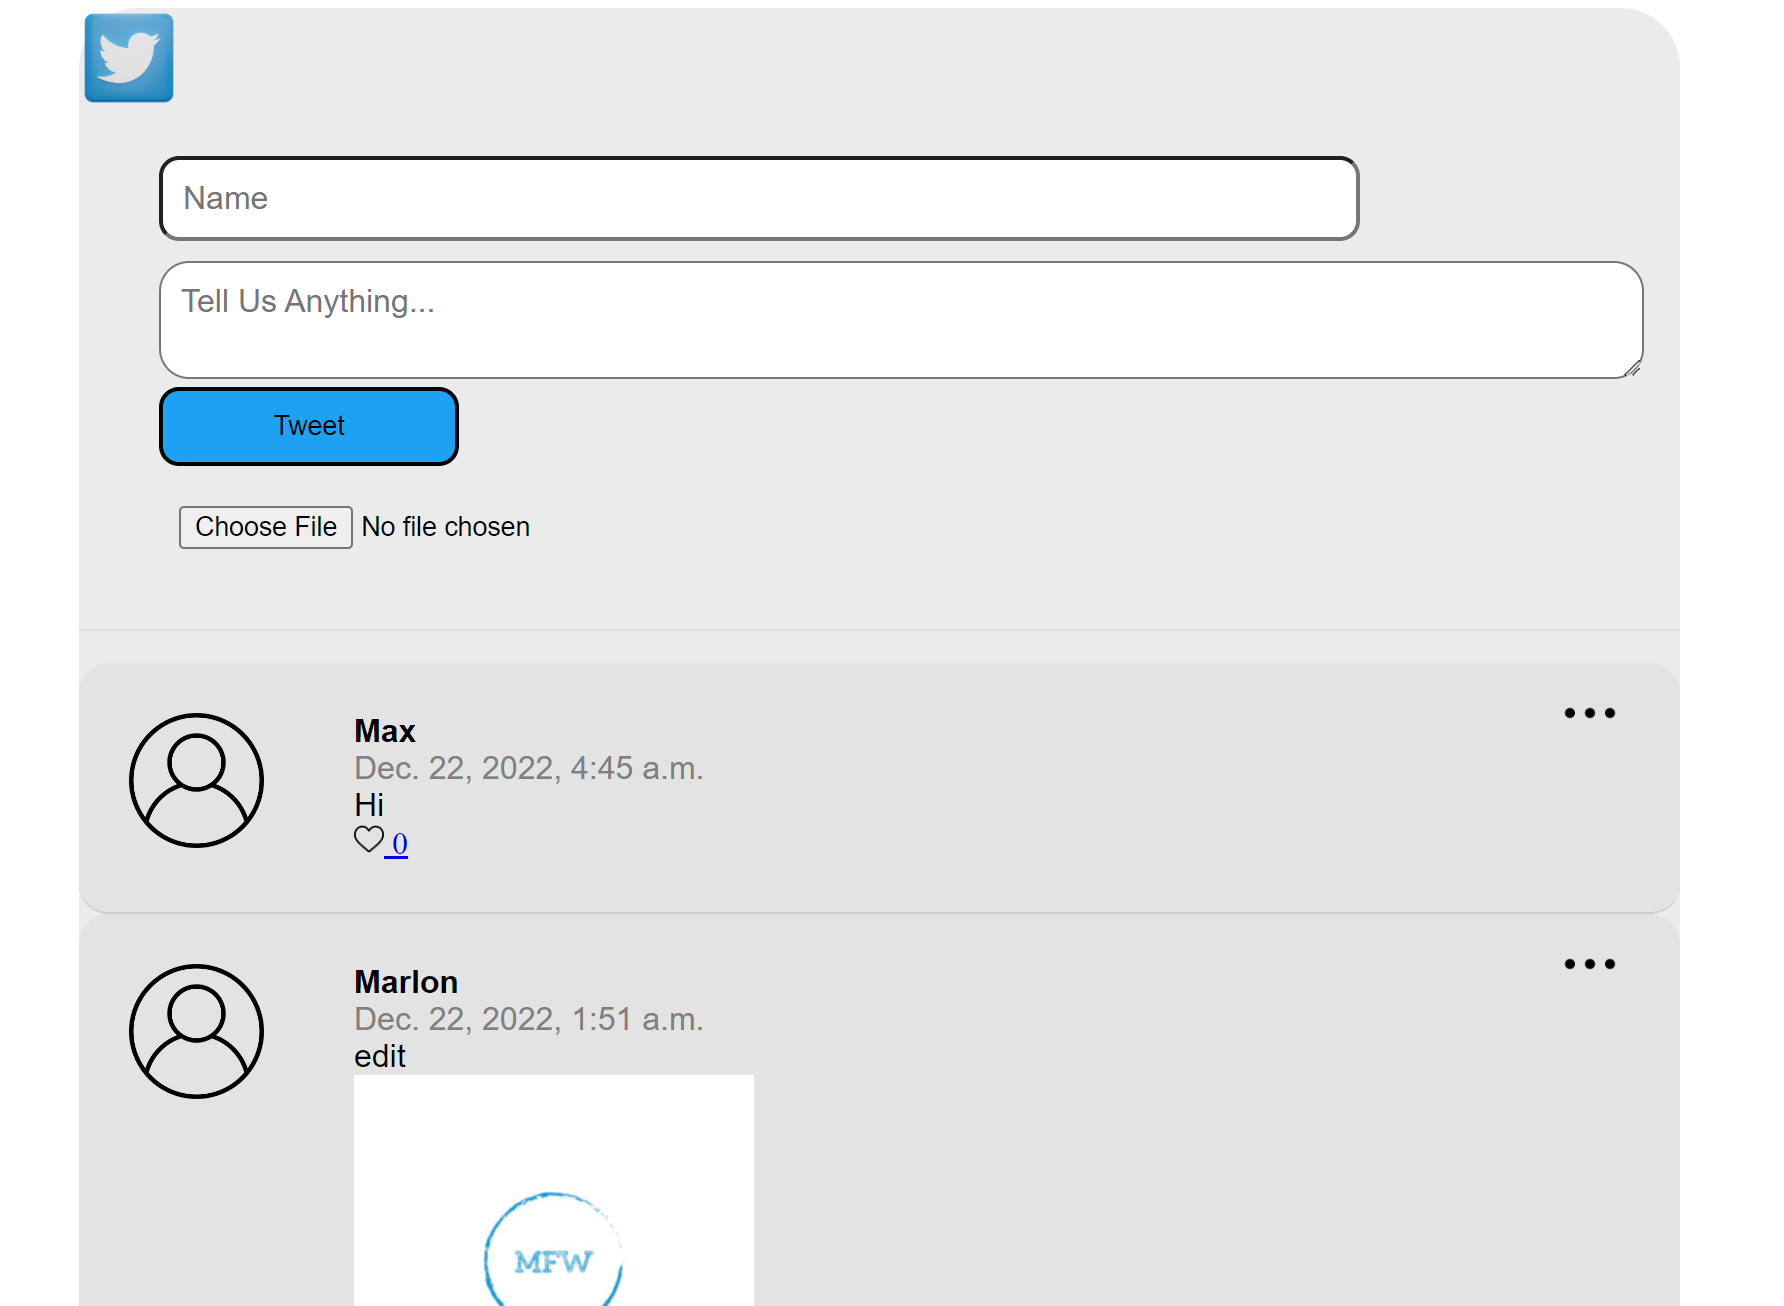 Name
Tell Us Anything...
Tweet
Choose File No file chosen
Max
Dec. 22, 2022, 4:45 a.m.
Hi
0
Marlon
Dec. 22, 2022, 1:51 a.m.
edit
MFW